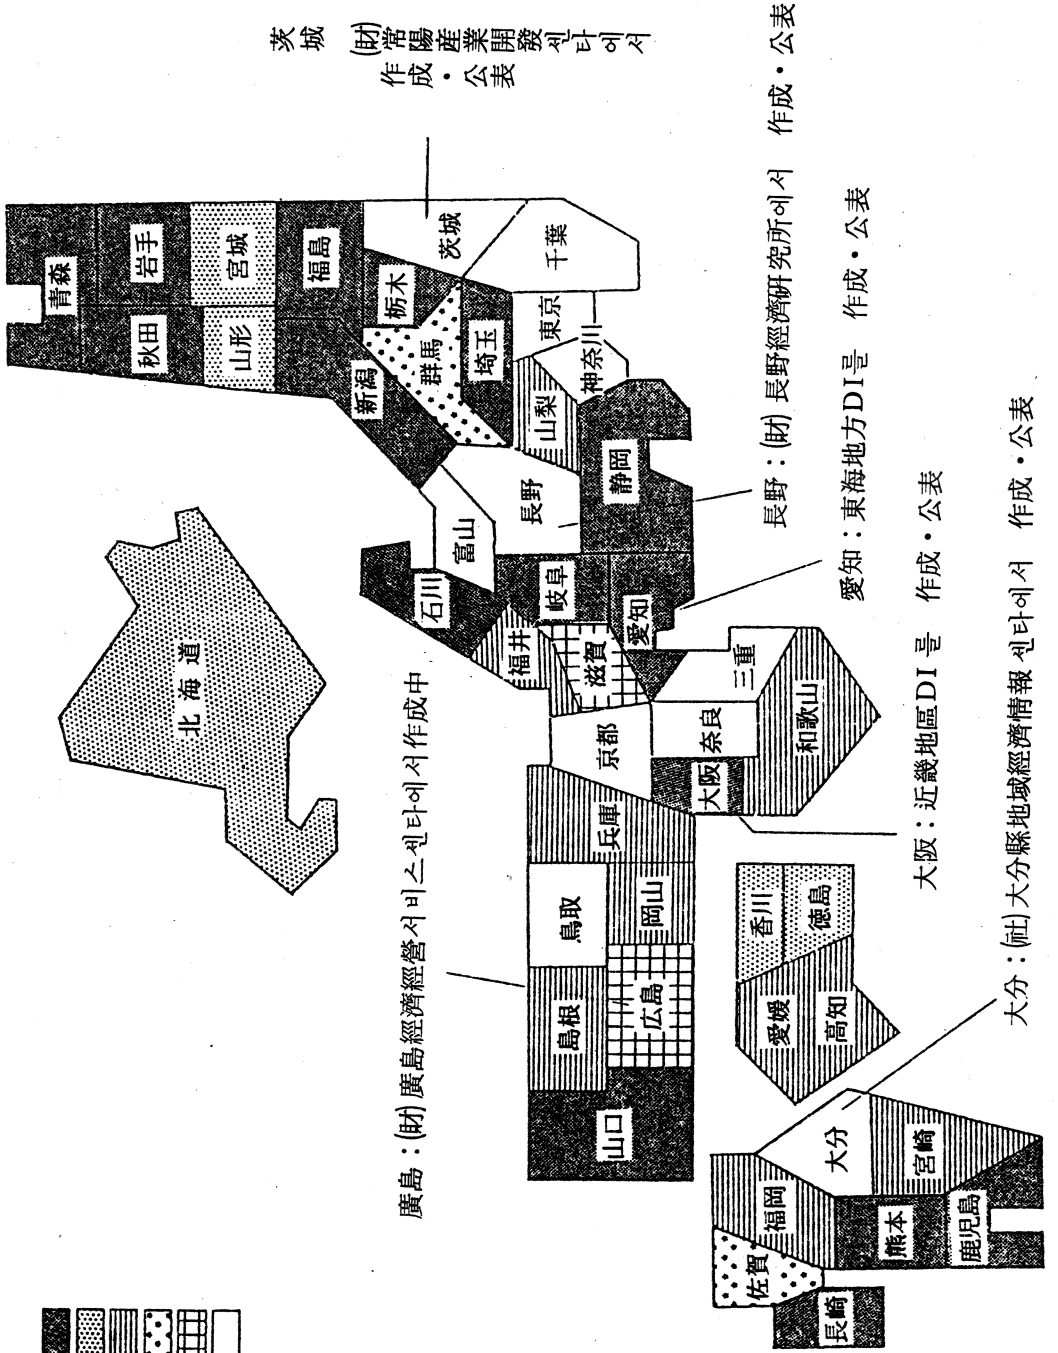 茨城 (財)常陽産業開發센타에서
作成・公表
長野：(財)長野經濟硏究所에서 作成・公表
愛知：東海地方DI를 作成・公表
大阪：近畿地區DI를 作成・公表
大分：(社)大分縣地域經濟情報센타에서 作成・公表
廣島：(財)廣島經濟經營서비스센타에서作成中
北海道
青森
岩手
秋田
宮城
山形
福島
新潟
茨城
栃木
群馬
埼玉
千葉
東京
神奈川
山梨
長野
静岡
富山
石川
岐阜
愛知
福井
滋賀
三重
京都
奈良
和歌山
大阪
兵庫
鳥取
岡山
島根
広島
山口
香川
徳島
愛媛
高知
福岡
大分
宮崎
佐賀
熊本
鹿児島
長崎